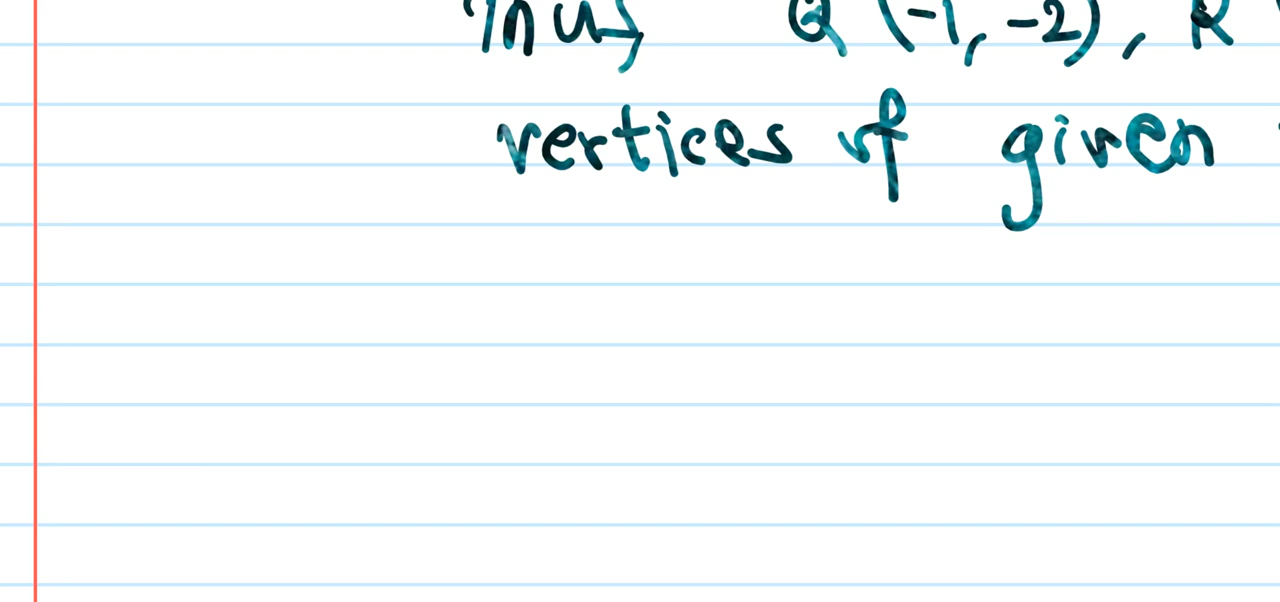 Thus, Q (-1, -2), R
vertices of given